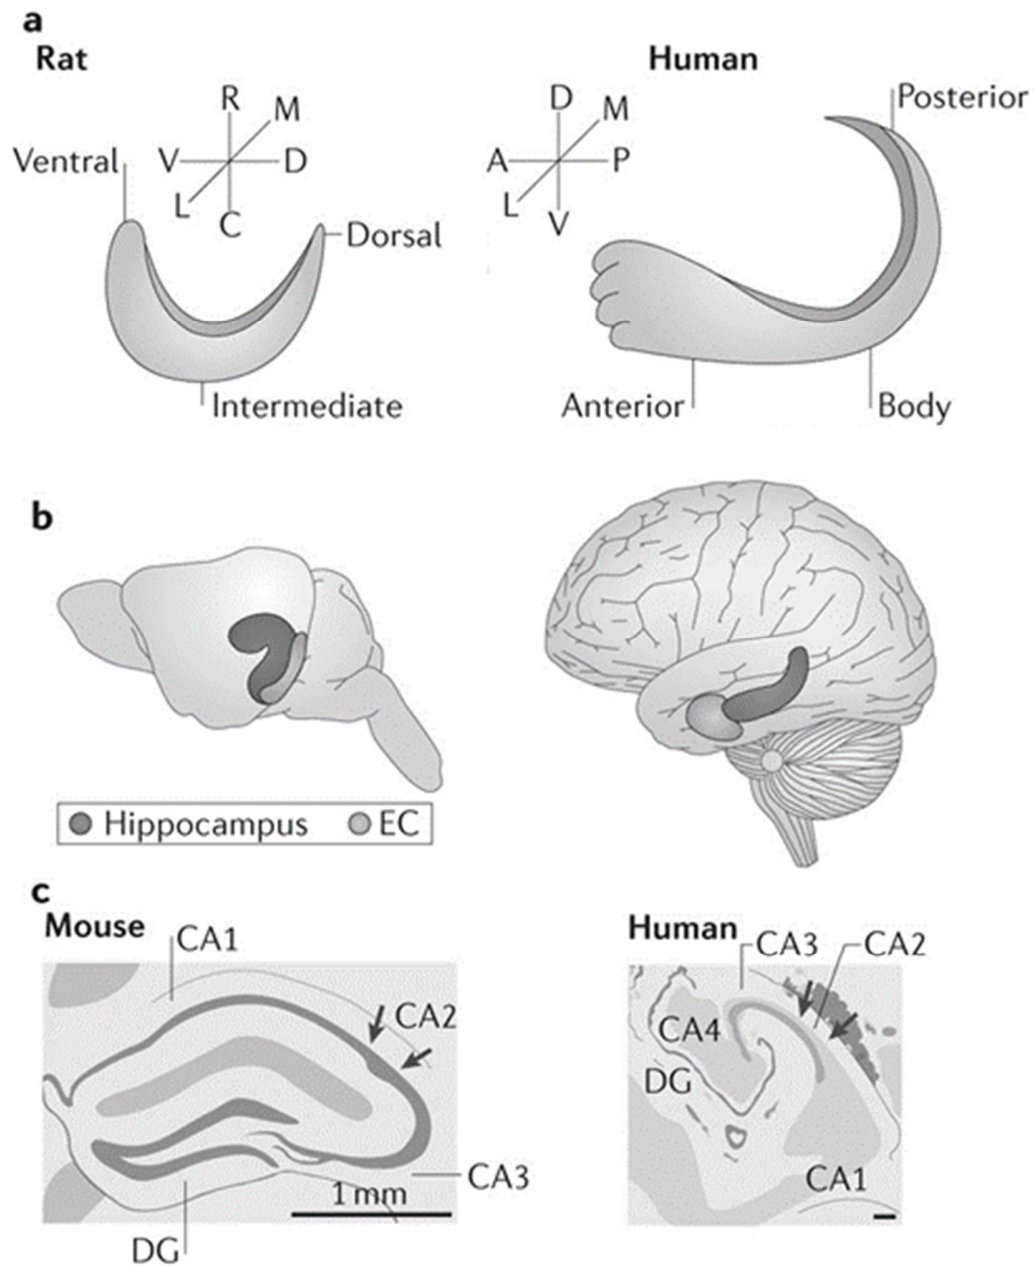 a
Rat
Human
R
M
V
D
L
C
Ventral
Dorsal
Intermediate
D
M
A
P
L
V
Posterior
Anterior
Body
b
Hippocampus
EC
c
Mouse
CA1
CA2
CA3
1 mm
DG
Human
CA3
CA2
CA4
DG
CA1